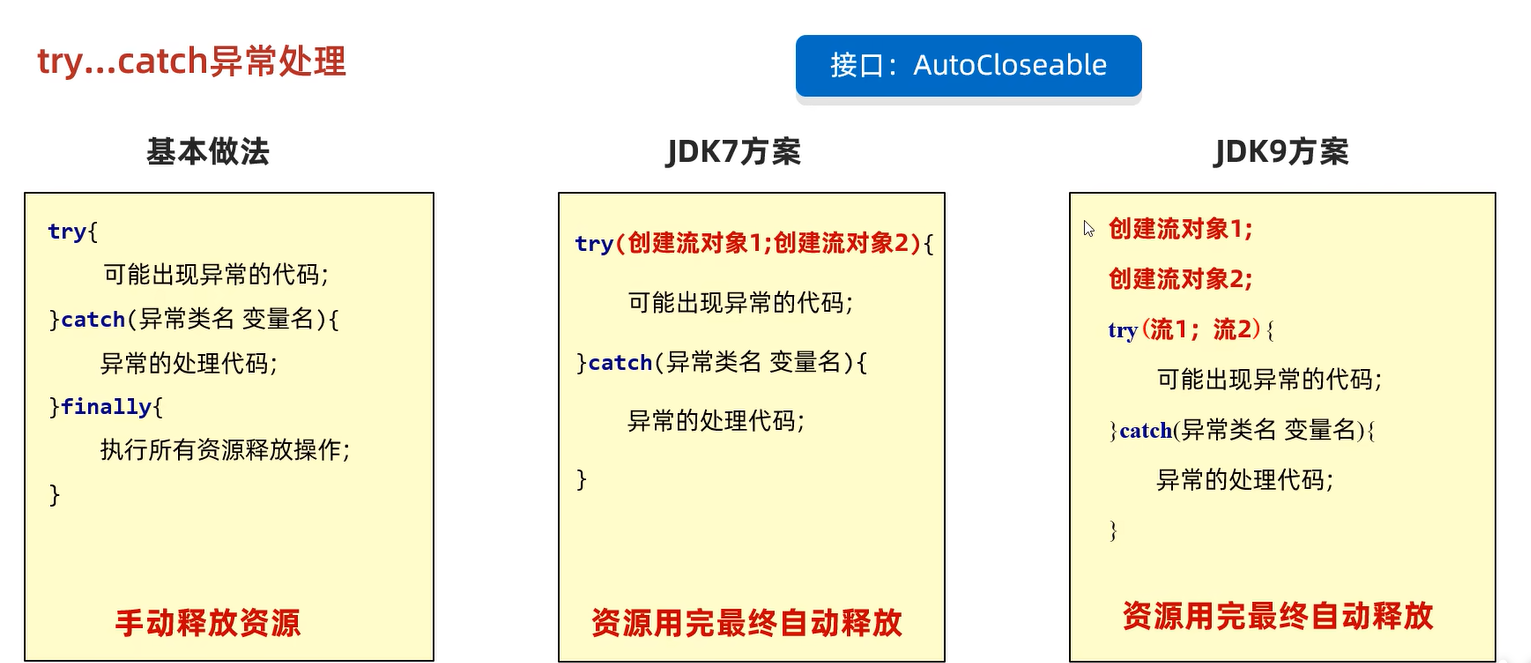 try...catch异常处理
接口：AutoCloseable
基本做法
try{
可能出现异常的代码;
}catch(异常类名 变量名){
异常的处理代码;
}finally{
执行所有资源释放操作;
}
手动释放资源
JDK7方案
try(创建流对象1;创建流对象2){
可能出现异常的代码;
}catch(异常类名 变量名){
异常的处理代码;
}
资源用完最终自动释放
JDK9方案
创建流对象1;
创建流对象2;
try(流1；流2){
可能出现异常的代码;
}catch(异常类名 变量名){
异常的处理代码;
}
资源用完最终自动释放